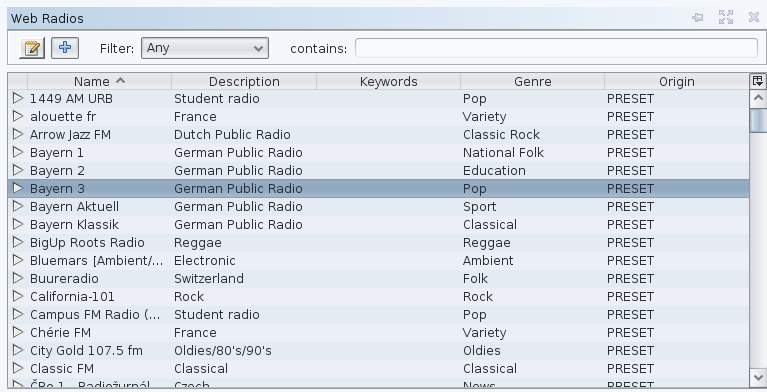 Web Radios
Filter: Any contains:
Name Description Keywords Genre Origin
1449 AM URB Student radio Pop PRESET
alouette fr France Variety PRESET
Arrow Jazz FM Dutch Public Radio Classic Rock PRESET
Bayern 1 German Public Radio National Folk PRESET
Bayern 2 German Public Radio Education PRESET
Bayern 3 German Public Radio Pop PRESET
Bayern Aktuell German Public Radio Sport PRESET
Bayern Klassik German Public Radio Classical PRESET
BigUp Roots Radio Reggae Reggae PRESET
Bluemars [Ambient/... Electronic Ambient PRESET
Buureradio Switzerland Folk PRESET
California-101 Rock Rock PRESET
Campus FM Radio (... Student radio Pop PRESET
Chérie FM France Variety PRESET
City Gold 107.5 fm Oldies/80's/90's Oldies PRESET
Classic FM Classical Classical PRESET
ČRo 1 - Radiožurnál Czech News PRESET